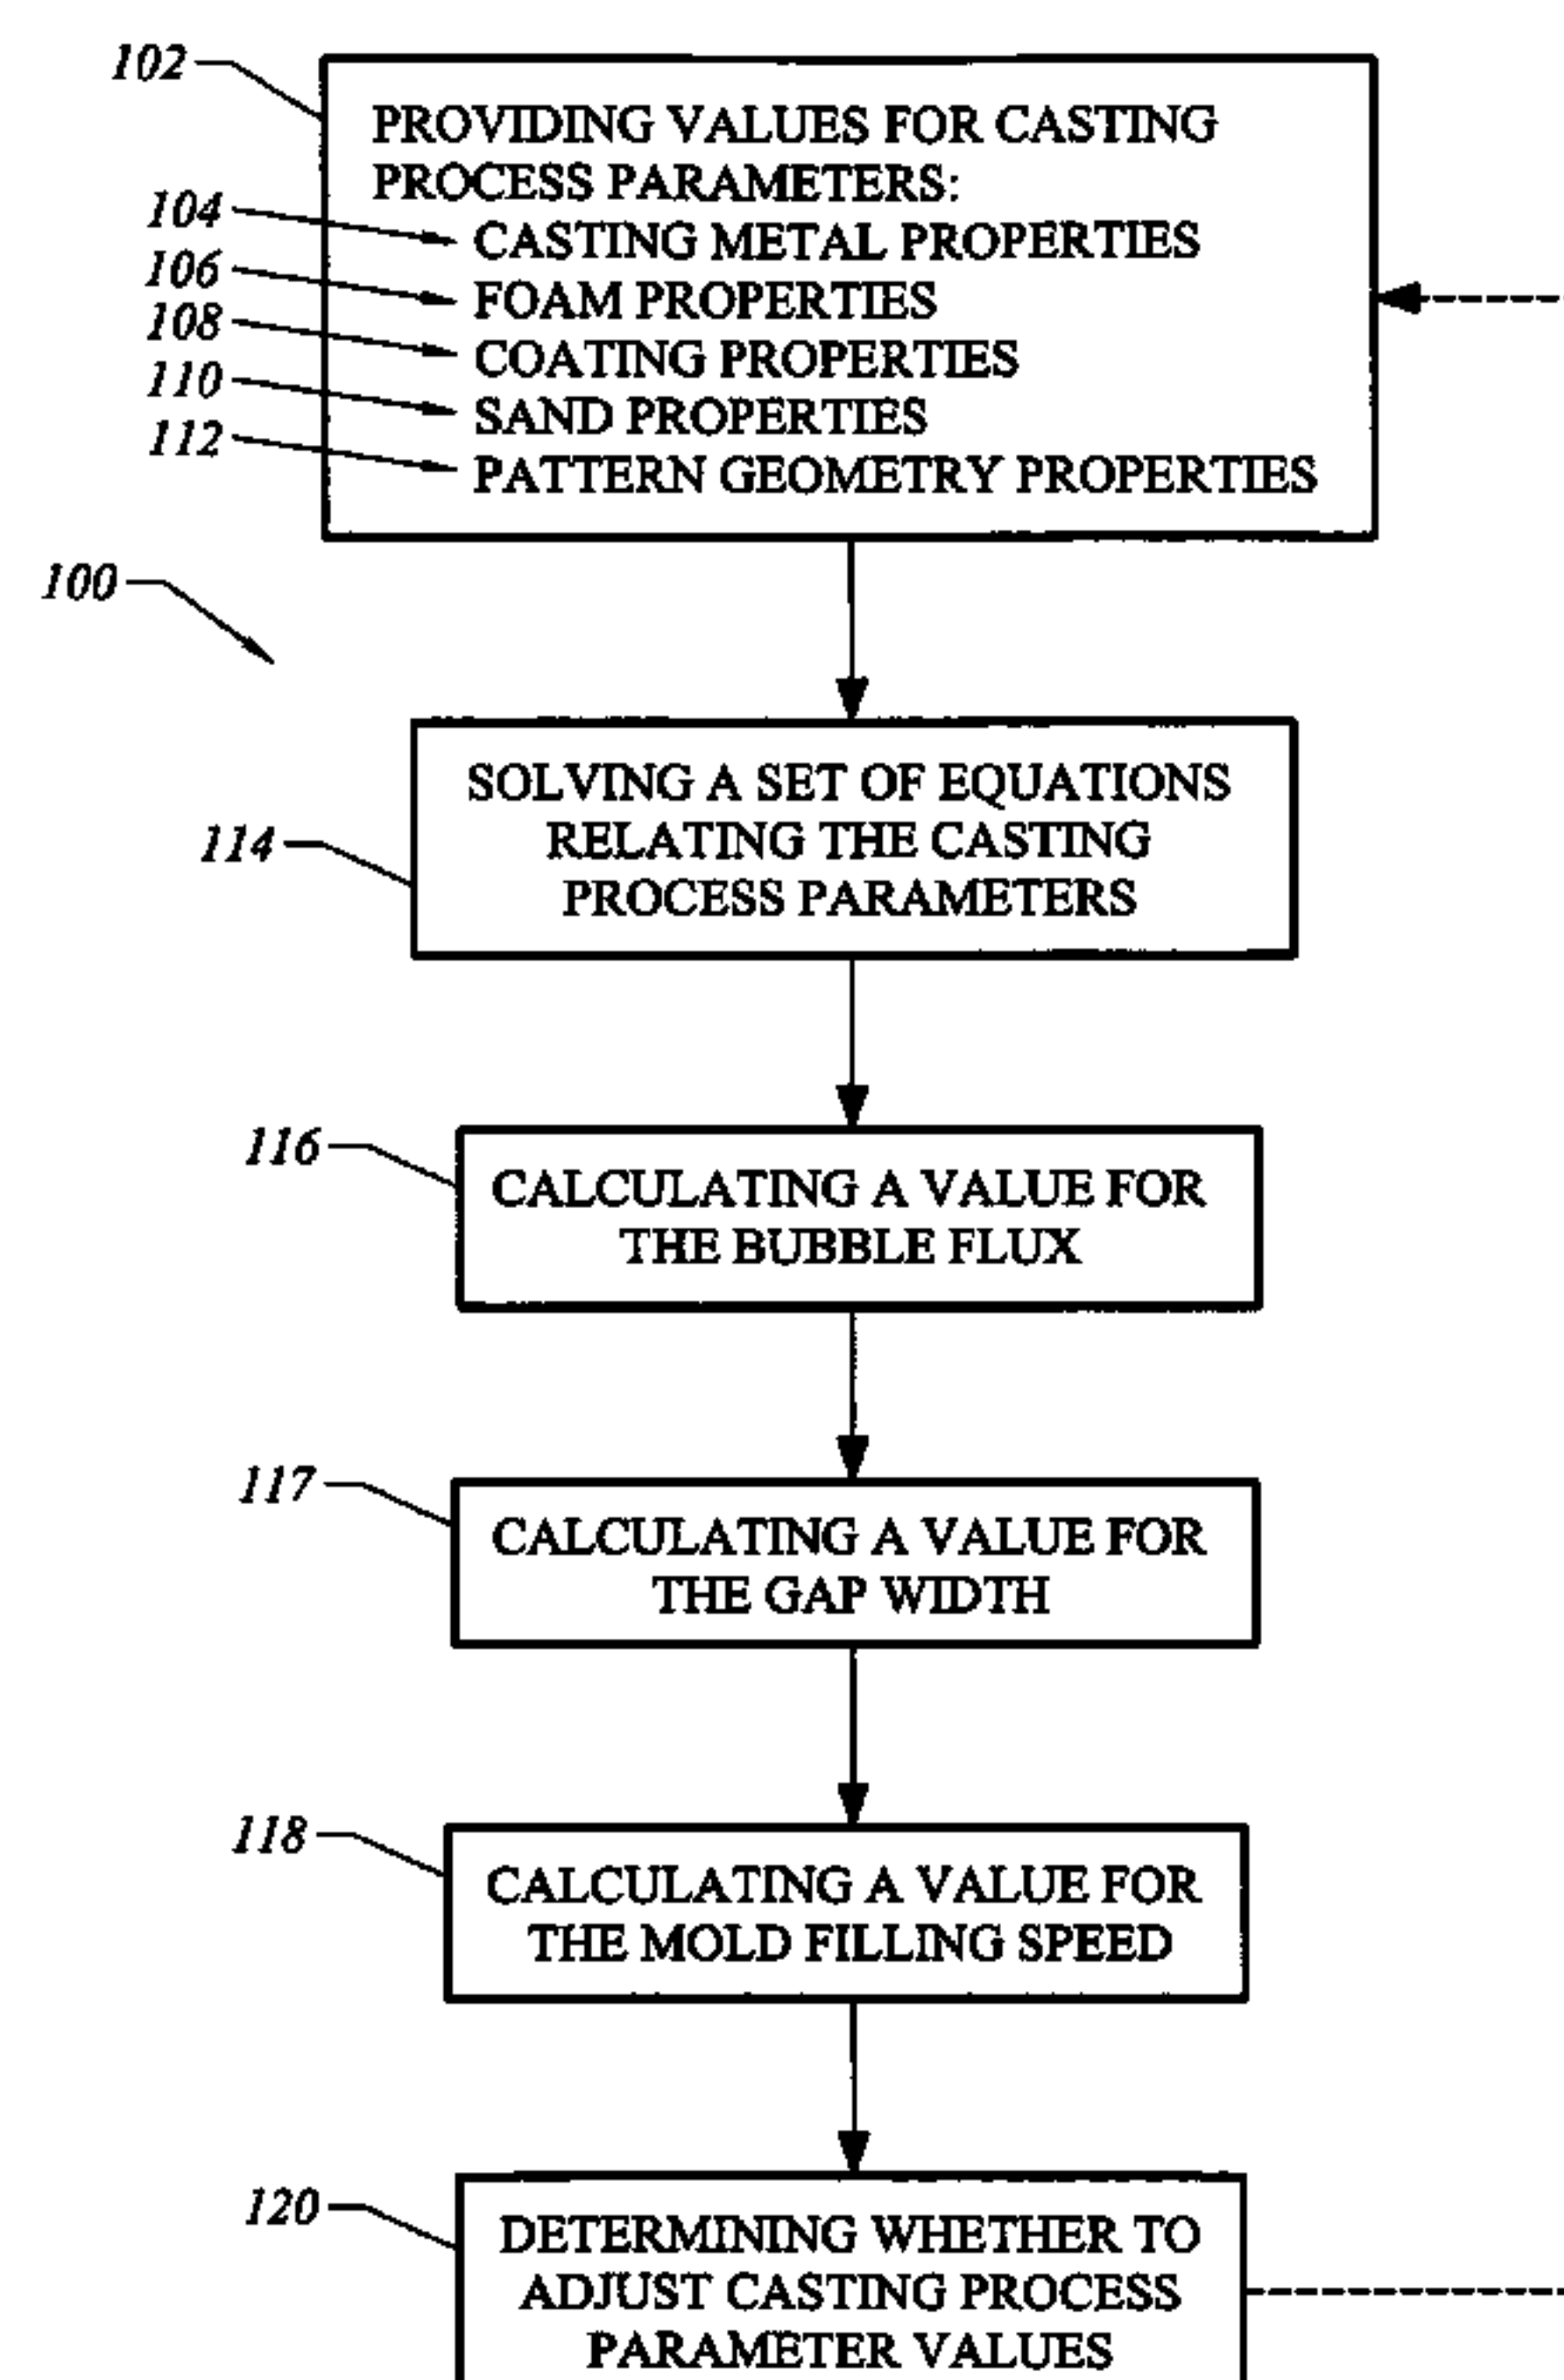 102
PROVIDING VALUES FOR CASTING
PROCESS PARAMETERS:
104
CASTING METAL PROPERTIES
106
FOAM PROPERTIES
108
COATING PROPERTIES
110
SAND PROPERTIES
112
PATTERN GEOMETRY PROPERTIES
100
SOLVING A SET OF EQUATIONS
RELATING THE CASTING
PROCESS PARAMETERS
114
116
CALCULATING A VALUE FOR
THE BUBBLE FLUX
117
CALCULATING A VALUE FOR
THE GAP WIDTH
118
CALCULATING A VALUE FOR
THE MOLD FILLING SPEED
120
DETERMINING WHETHER TO
ADJUST CASTING PROCESS
PARAMETER VALUES